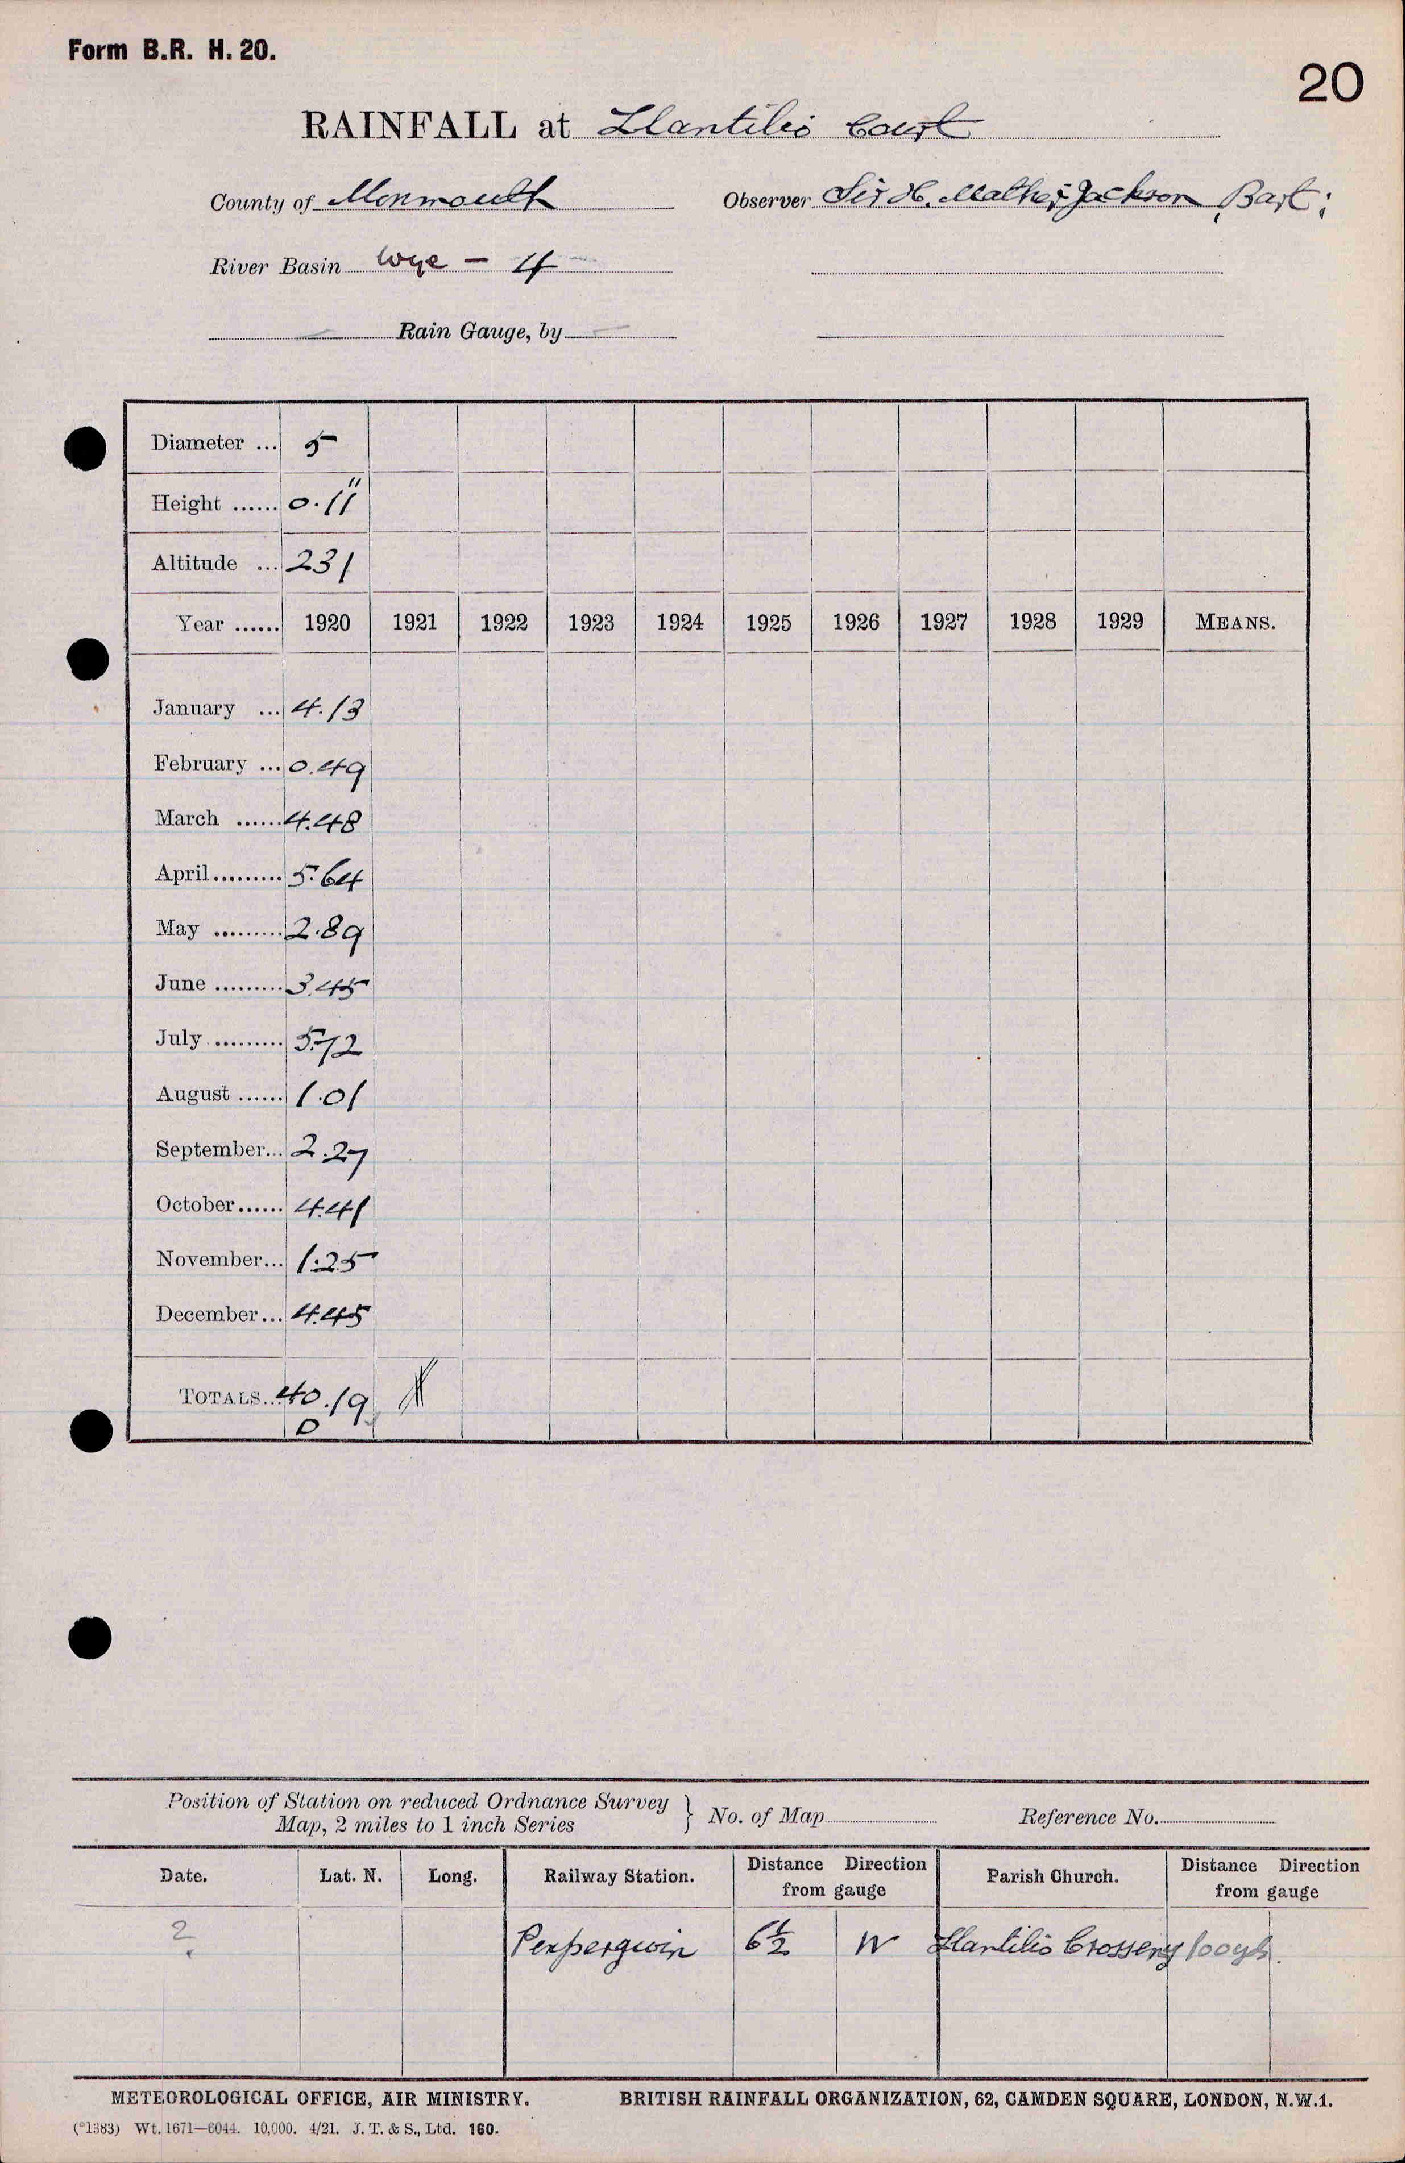 Form B.R. H. 20.
20
RAINFALL at Llantilio Court
County of Monmouth Observer Sir H. Mather Jackson, Bart;
River Basin Wye - 4
Rain Gauge, by
Diameter ... 5
Height ...... 0.11"
Altitude ... 231
Year ...... 1920 1921 1922 1923 1924 1925 1926 1927 1928 1929 MEANS.
January ... 4.13
February ... 0.49
March ...... 4.48
April ......... 5.64
May ......... 2.89
June ......... 3.45
July ......... 5.72
August ...... 1.01
September... 2.27
October...... 4.41
November... 1.25
December... 4.45
TOTALS... 40.19
D
Position of Station on reduced Ordnance Survey } No. of Map Reference No.
Map, 2 miles to 1 inch Series
Date. Lat. N. Long. Railway Station. Distance Direction Parish Church. Distance Direction
from gauge from gauge
? Penpergwin 6½ W Llantilio Crosseny 100yds.
METEOROLOGICAL OFFICE, AIR MINISTRY. BRITISH RAINFALL ORGANIZATION, 62, CAMDEN SQUARE, LONDON, N.W.1.
(*1383) Wt. 1671—6044. 10,000. 4/21. J. T. & S., Ltd. 160.